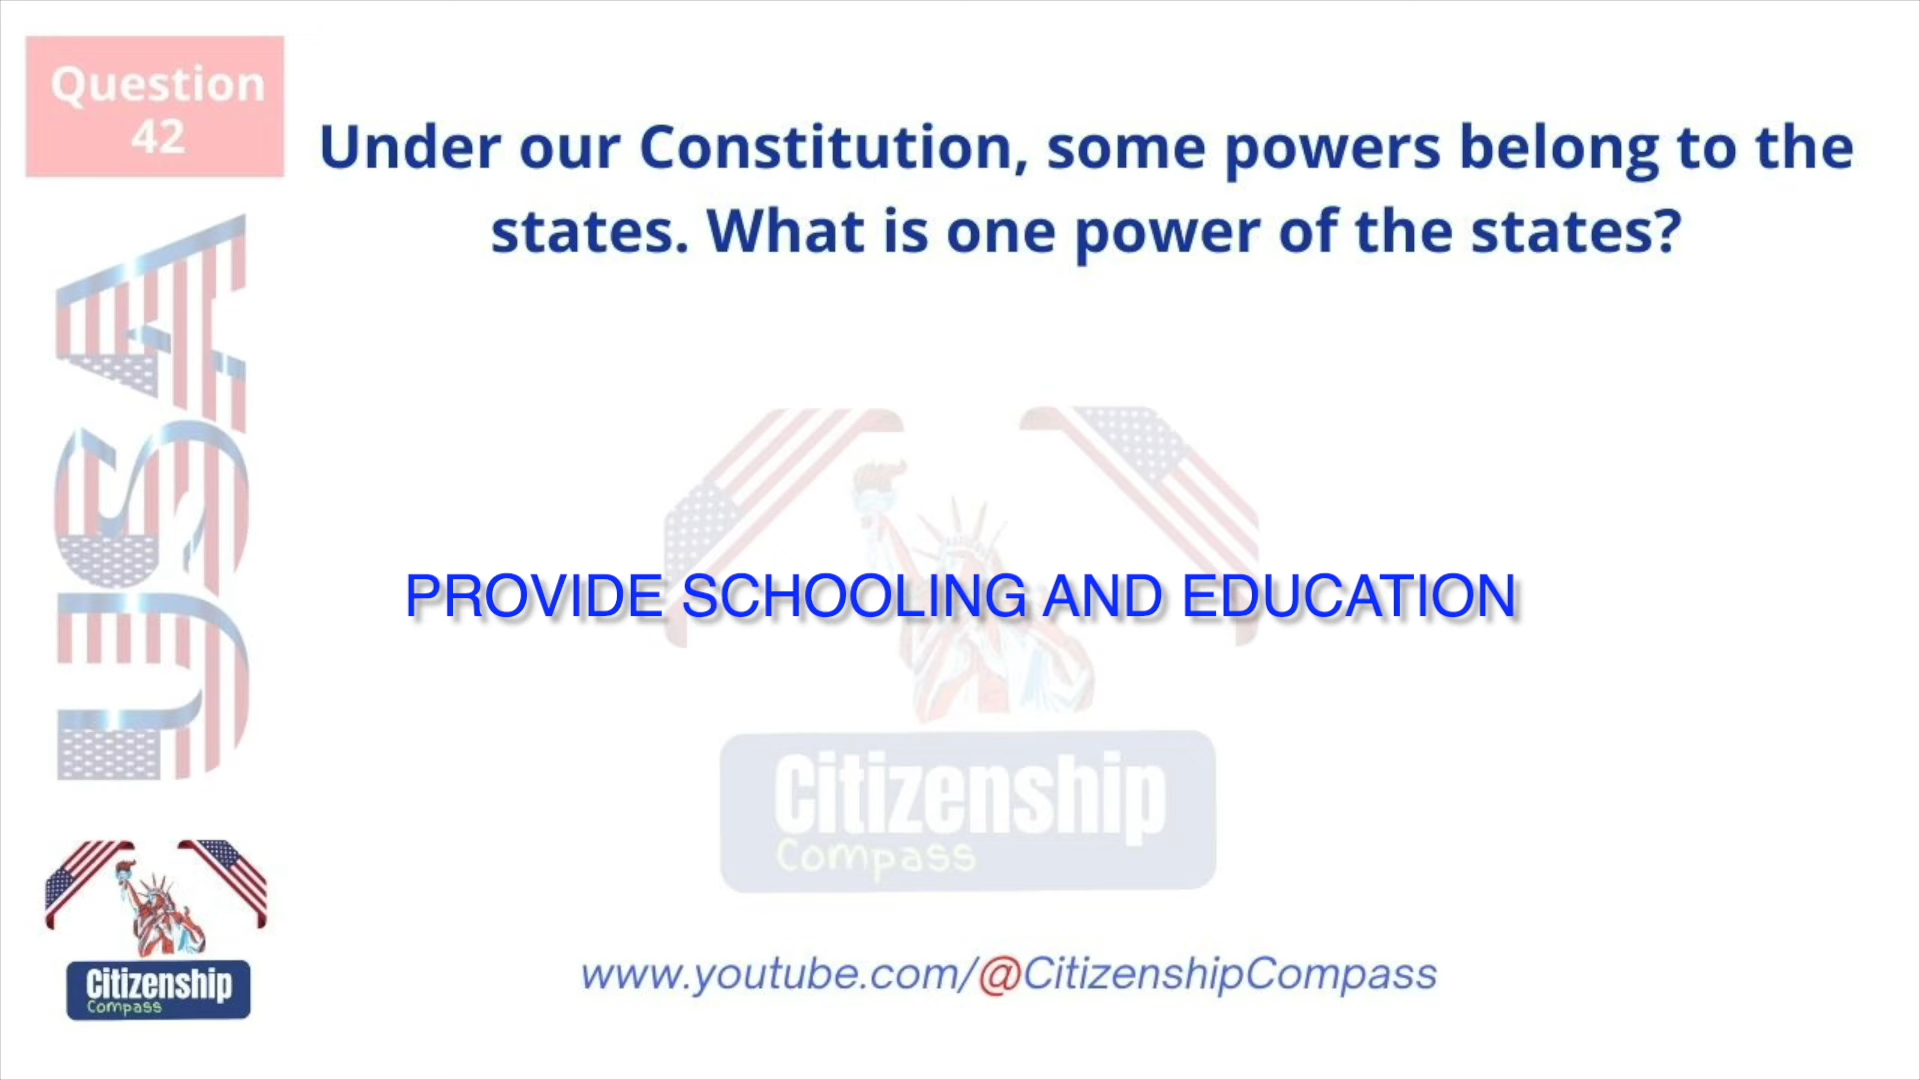 Question
42
Under our Constitution, some powers belong to the
states. What is one power of the states?
USA
PROVIDE SCHOOLING AND EDUCATION
Citizenship
Compass
Citizenship
Compass
www.youtube.com/@CitizenshipCompass